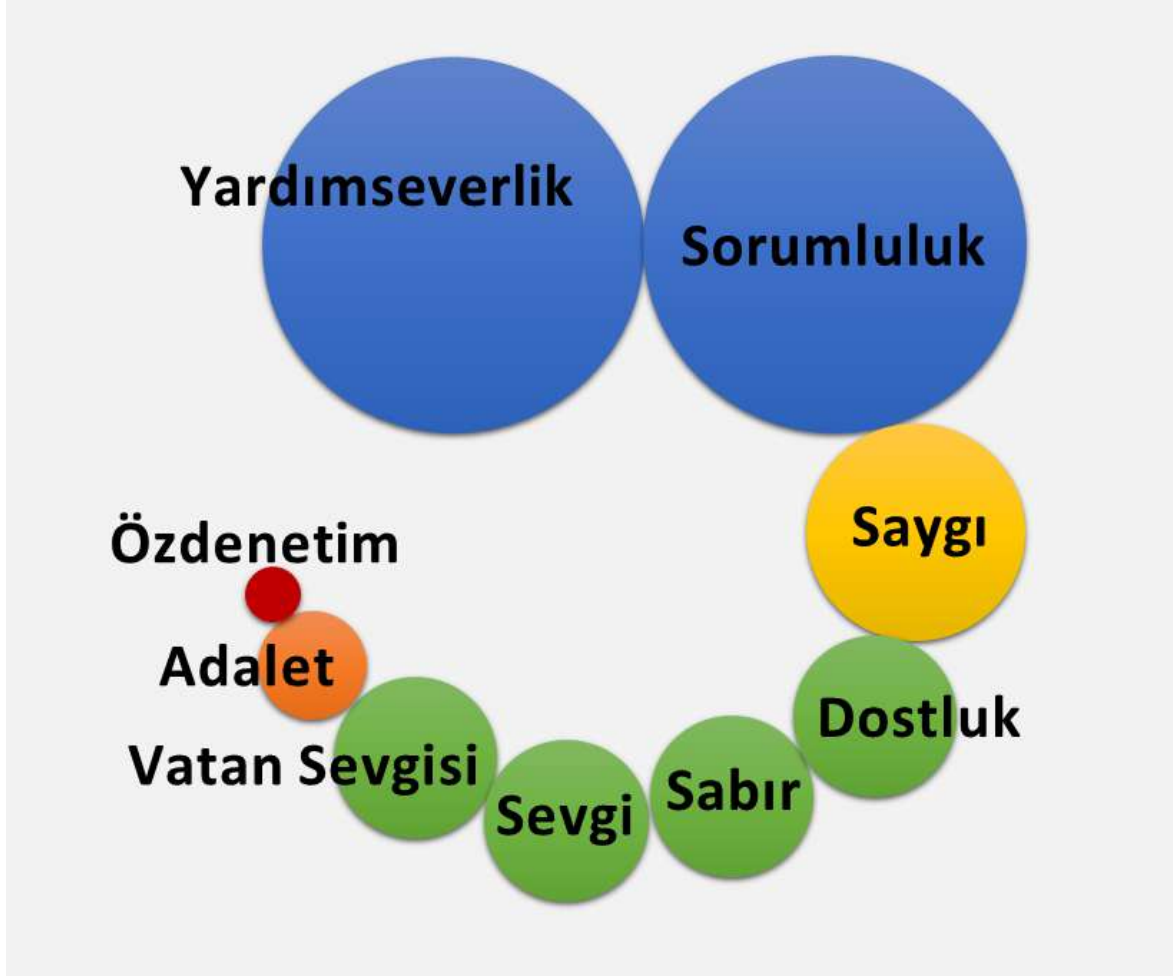 Yardımseverlik
Sorumluluk
Saygı
Özdenetim
Adalet
Dostluk
Vatan Sevgisi
Sabır
Sevgi